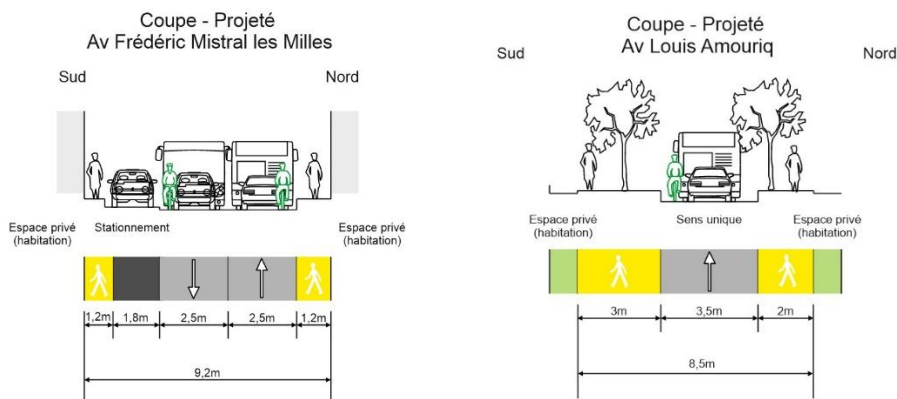 Coupe - Projeté
Av Frédéric Mistral les Milles
Sud
Nord
Espace privé
(habitation)
Stationnement
Espace privé
(habitation)
1,2m
1,8m
2,5m
2,5m
1,2m
9,2m
Coupe - Projeté
Av Louis Amouriq
Sud
Nord
Espace privé
(habitation)
Sens unique
Espace privé
(habitation)
3m
3,5m
2m
8,5m